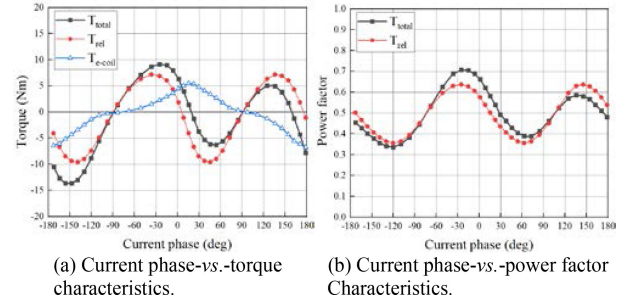 T_total
T_rel
T_e-coil
Torque (Nm)
20
15
10
5
0
-5
-10
-15
-20
-180 -150 -120 -90 -60 -30 0 30 60 90 120 150 180
Current phase (deg)
T_total
T_rel
Power factor
1.0
0.9
0.8
0.7
0.6
0.5
0.4
0.3
0.2
0.1
0.0
-180 -150 -120 -90 -60 -30 0 30 60 90 120 150 180
Current phase (deg)
(a) Current phase-vs.-torque
characteristics.
(b) Current phase-vs.-power factor
Characteristics.